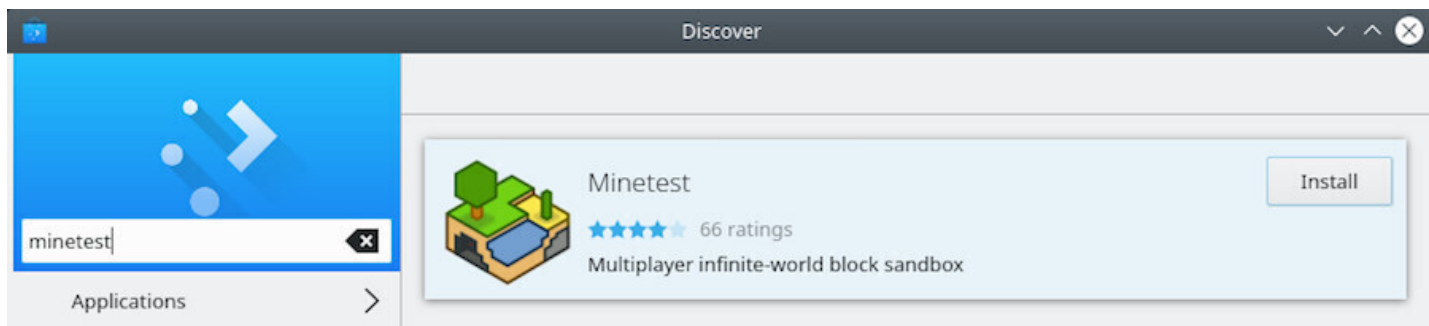 Discover
minetest
Applications
Minetest
Install
66 ratings
Multiplayer infinite-world block sandbox